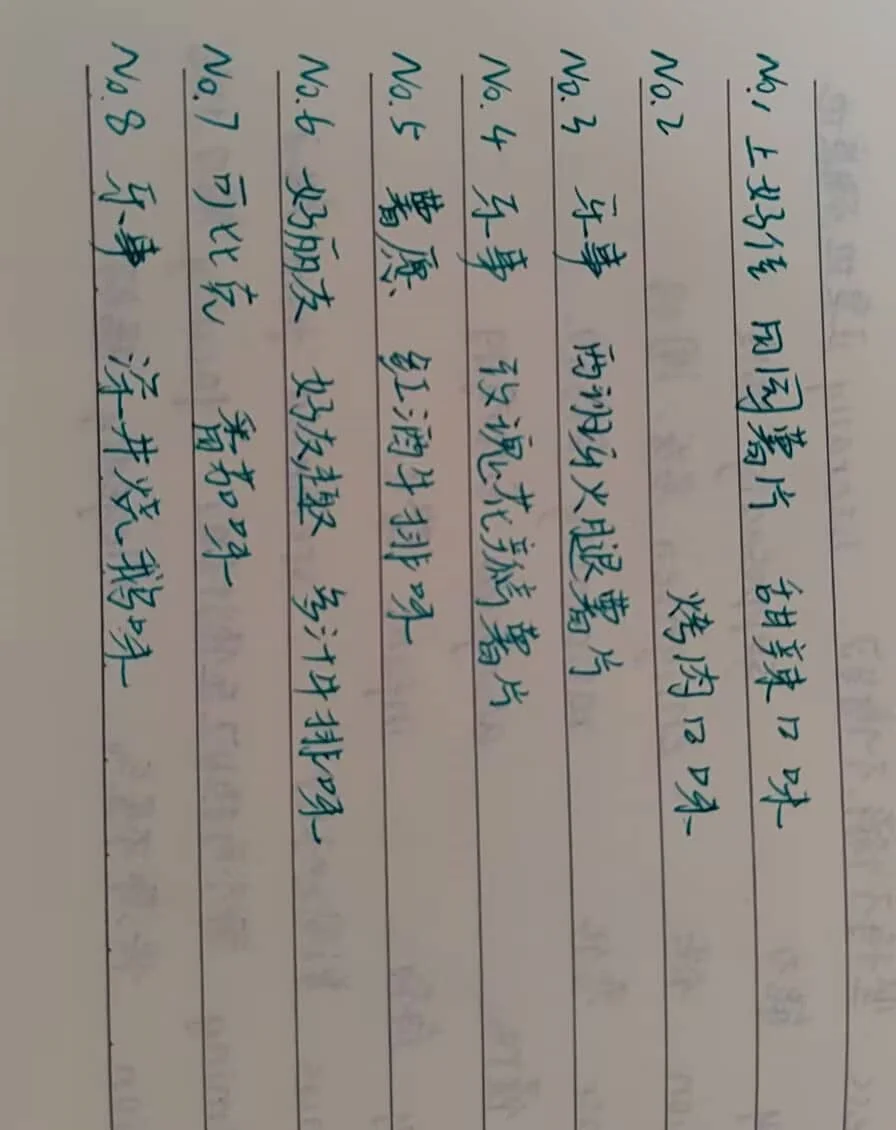 No.1 上好佳 田园薯片 甜辣口味
No.2 烤肉口味
No.3 乐事 西班牙火腿薯片
No.4 乐事 玫瑰花荠薯片
No.5 薯愿 红酒牛排味
No.6 好丽友 好友趣 多汁牛排味
No.7 可比克 番茄味
No.8 乐事 深井烧鹅味